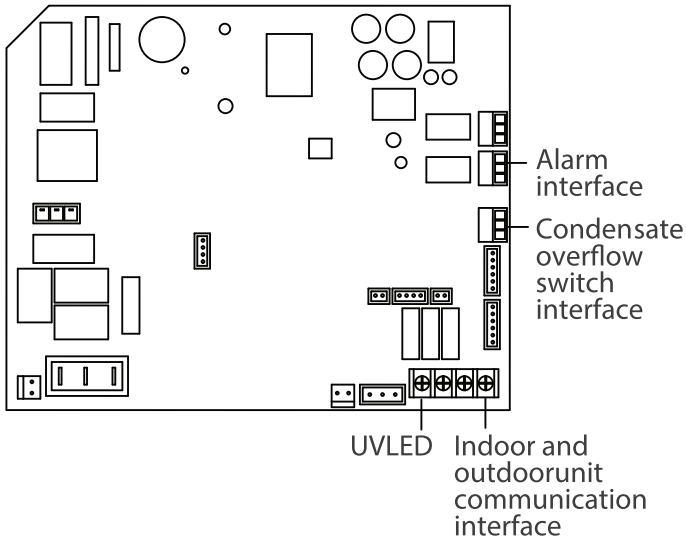 Alarm
interface
Condensate
overflow
switch
interface
UVLED
Indoor and
outdoorunit
communication
interface